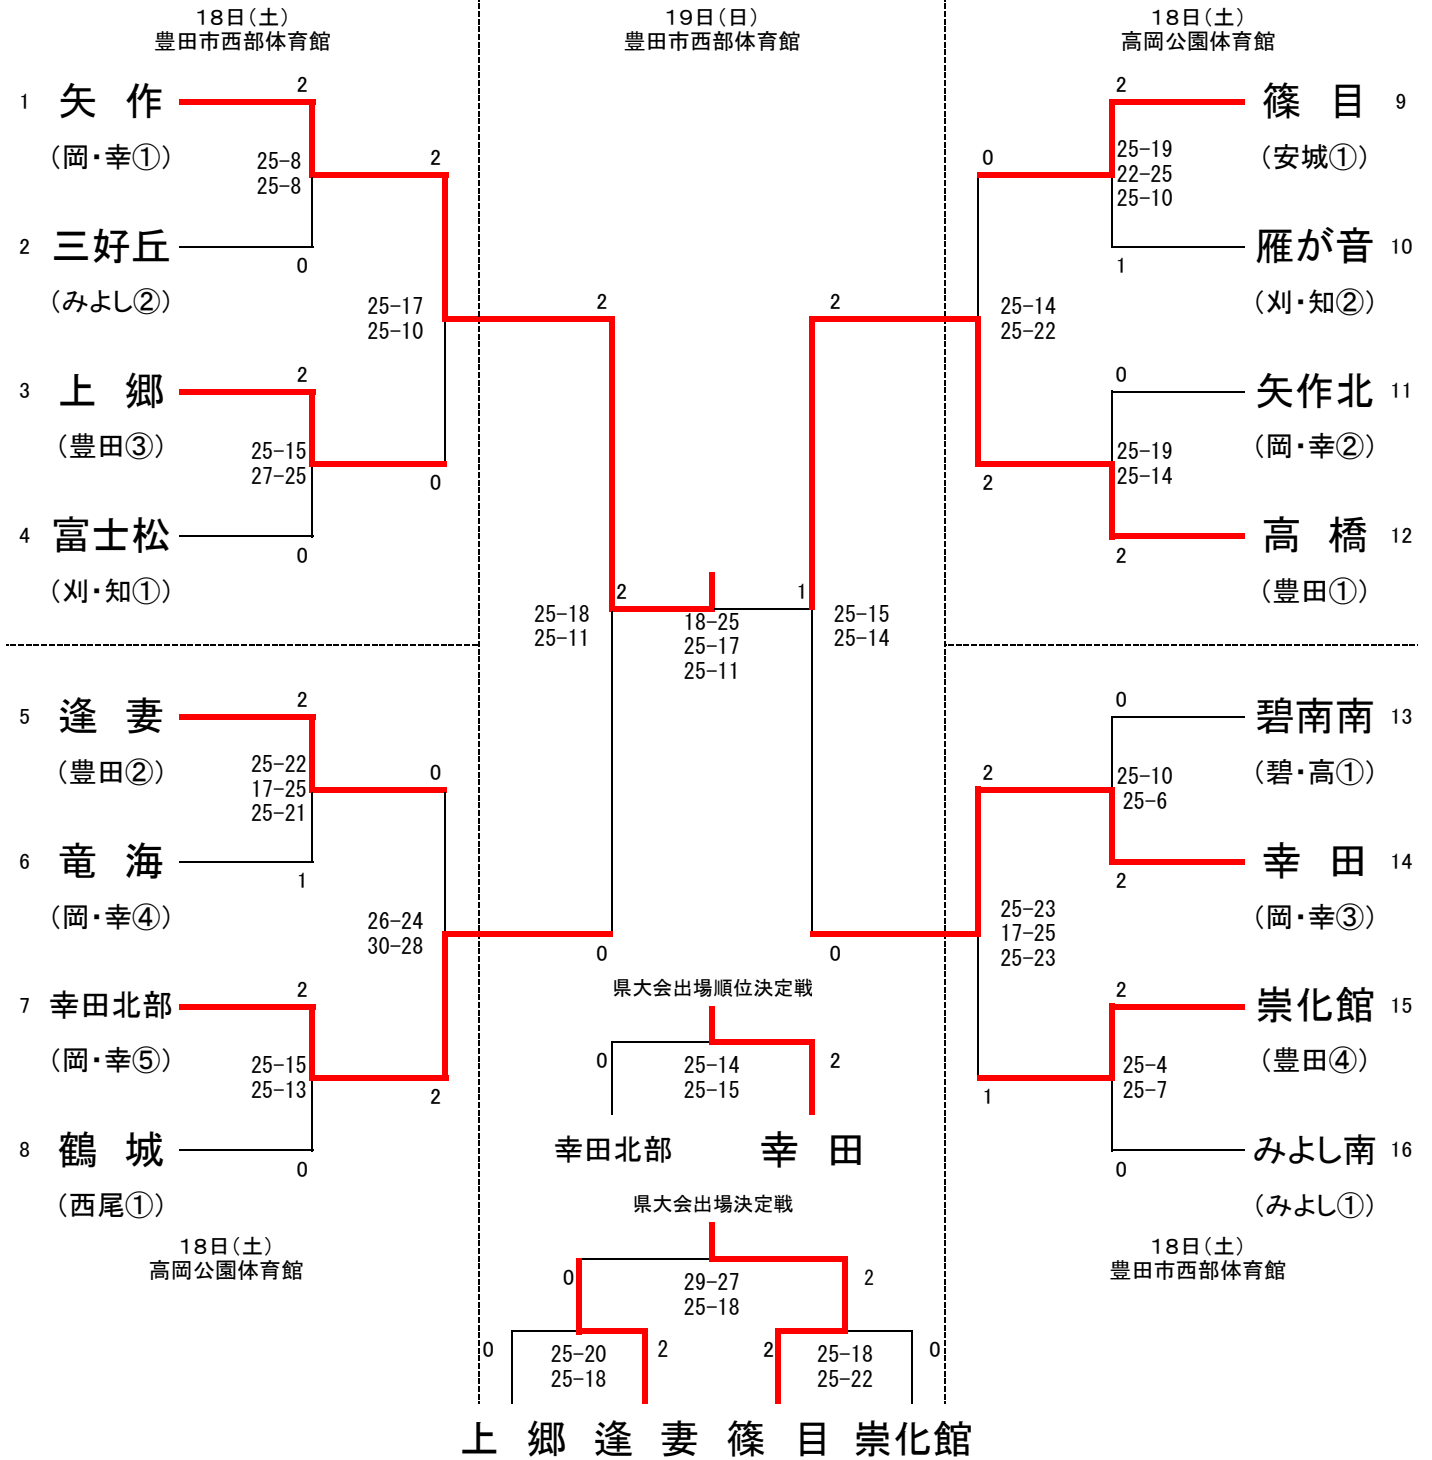 18日(土)
豊田市西部体育館
19日(日)
豊田市西部体育館
18日(土)
高岡公園体育館
1 矢 作
(岡・幸①)
2
25-8
25-8
2 三好丘
(みよし②)
0
2
25-17
25-10
3 上 郷
(豊田③)
2
25-15
27-25
0
4 富士松
(刈・知①)
0
2
25-18
25-11
2
18-25
25-17
25-11
1
2
25-15
25-14
2
篠 目 9
(安城①)
25-19
22-25
25-10
0
雁が音 10
(刈・知②)
1
25-14
25-22
0
矢作北 11
(岡・幸②)
25-19
25-14
2
高 橋 12
(豊田①)
2
5 逢 妻
(豊田②)
2
25-22
17-25
25-21
0
6 竜 海
(岡・幸④)
1
26-24
30-28
0
7 幸田北部
(岡・幸⑤)
2
25-15
25-13
2
8 鶴 城
(西尾①)
0
18日(土)
高岡公園体育館
0
碧南南 13
(碧・高①)
25-10
25-6
2
幸 田 14
(岡・幸③)
2
25-23
17-25
25-23
0
2
崇化館 15
(豊田④)
25-4
25-7
1
みよし南 16
(みよし①)
0
18日(土)
豊田市西部体育館
県大会出場順位決定戦
0
25-14
25-15
2
幸田北部 幸 田
県大会出場決定戦
0
29-27
25-18
2
0
25-20
25-18
2
2
25-18
25-22
0
上 郷 逢 妻 篠 目 崇化館